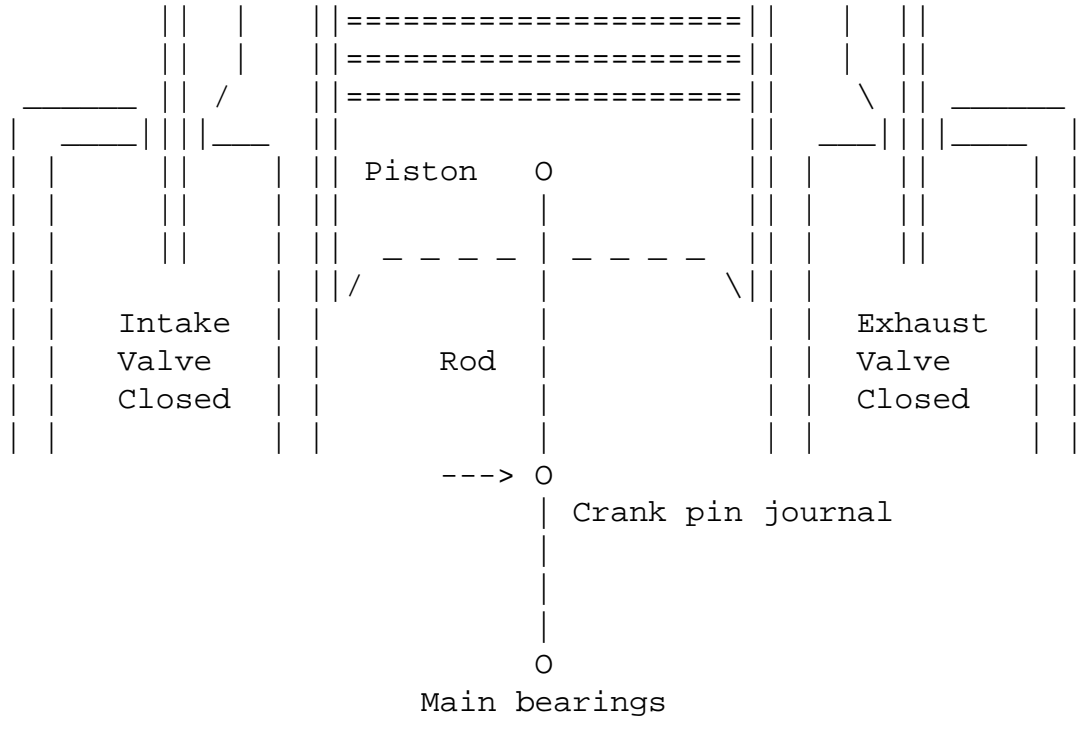 Piston O
Intake Exhaust
Valve Rod Valve
Closed Closed
---> O
Crank pin journal
O
Main bearings